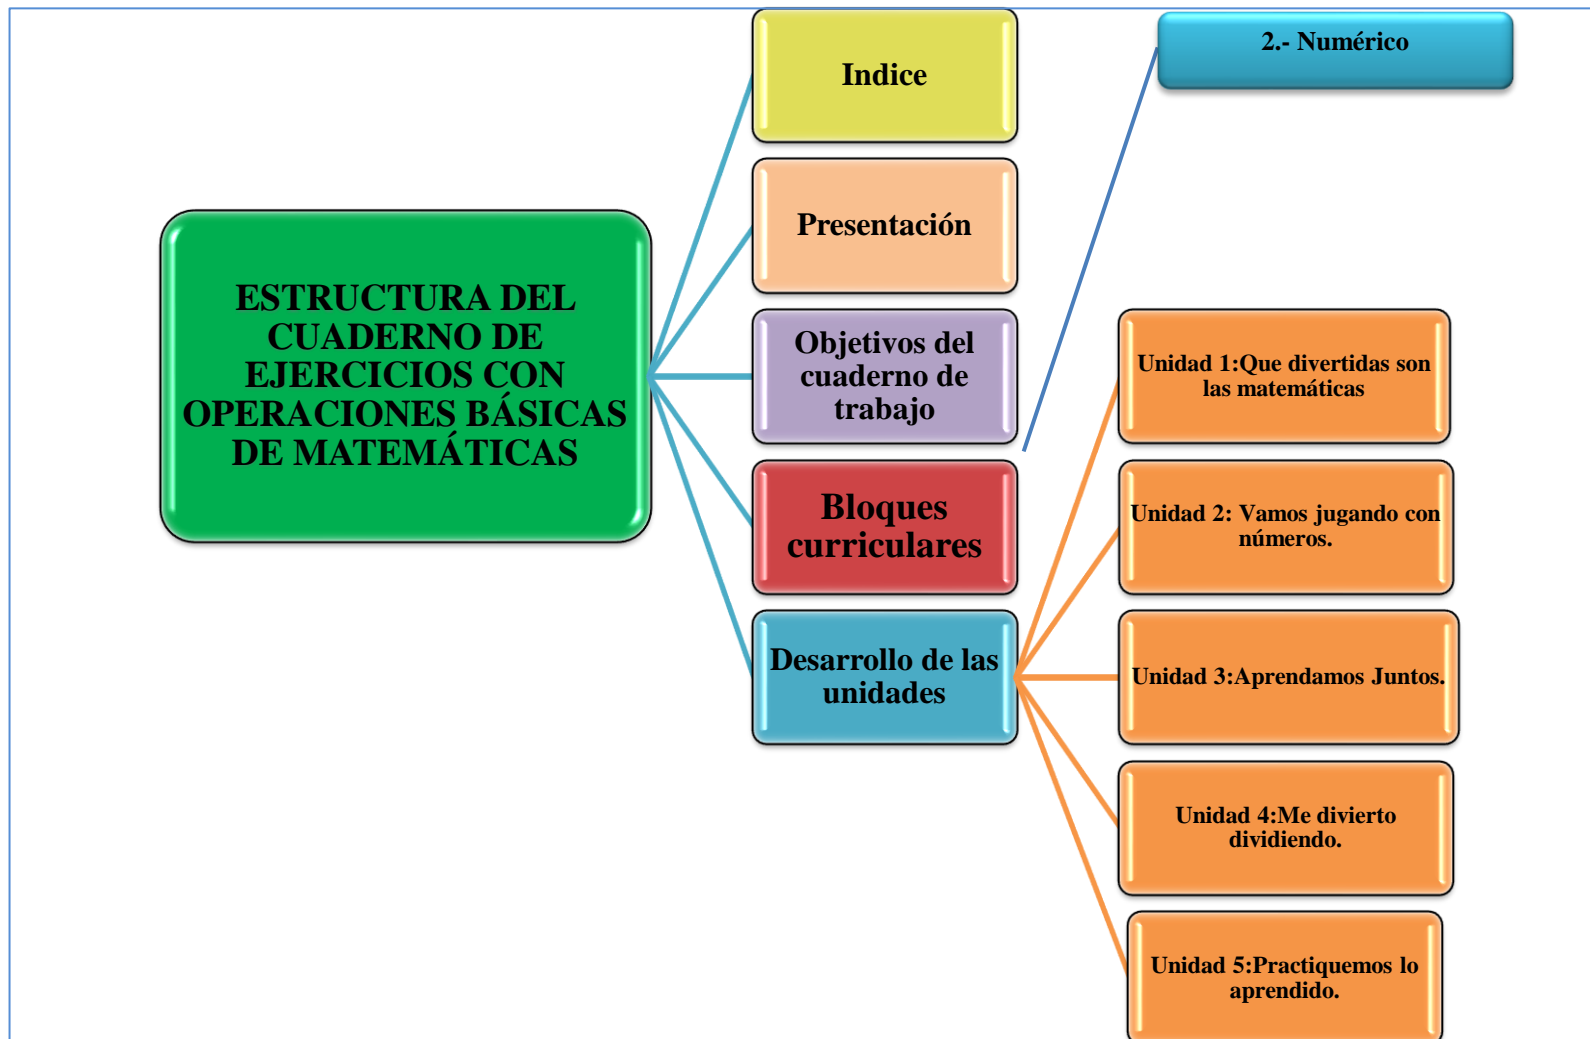 ESTRUCTURA DEL
CUADERNO DE
EJERCICIOS CON
OPERACIONES BÁSICAS
DE MATEMÁTICAS
Indice
Presentación
Objetivos del
cuaderno de
trabajo
Bloques
curriculares
Desarrollo de las
unidades
2.- Numérico
Unidad 1:Que divertidas son
las matemáticas
Unidad 2: Vamos jugando con
números.
Unidad 3:Aprendamos Juntos.
Unidad 4:Me divierto
dividiendo.
Unidad 5:Practiquemos lo
aprendido.